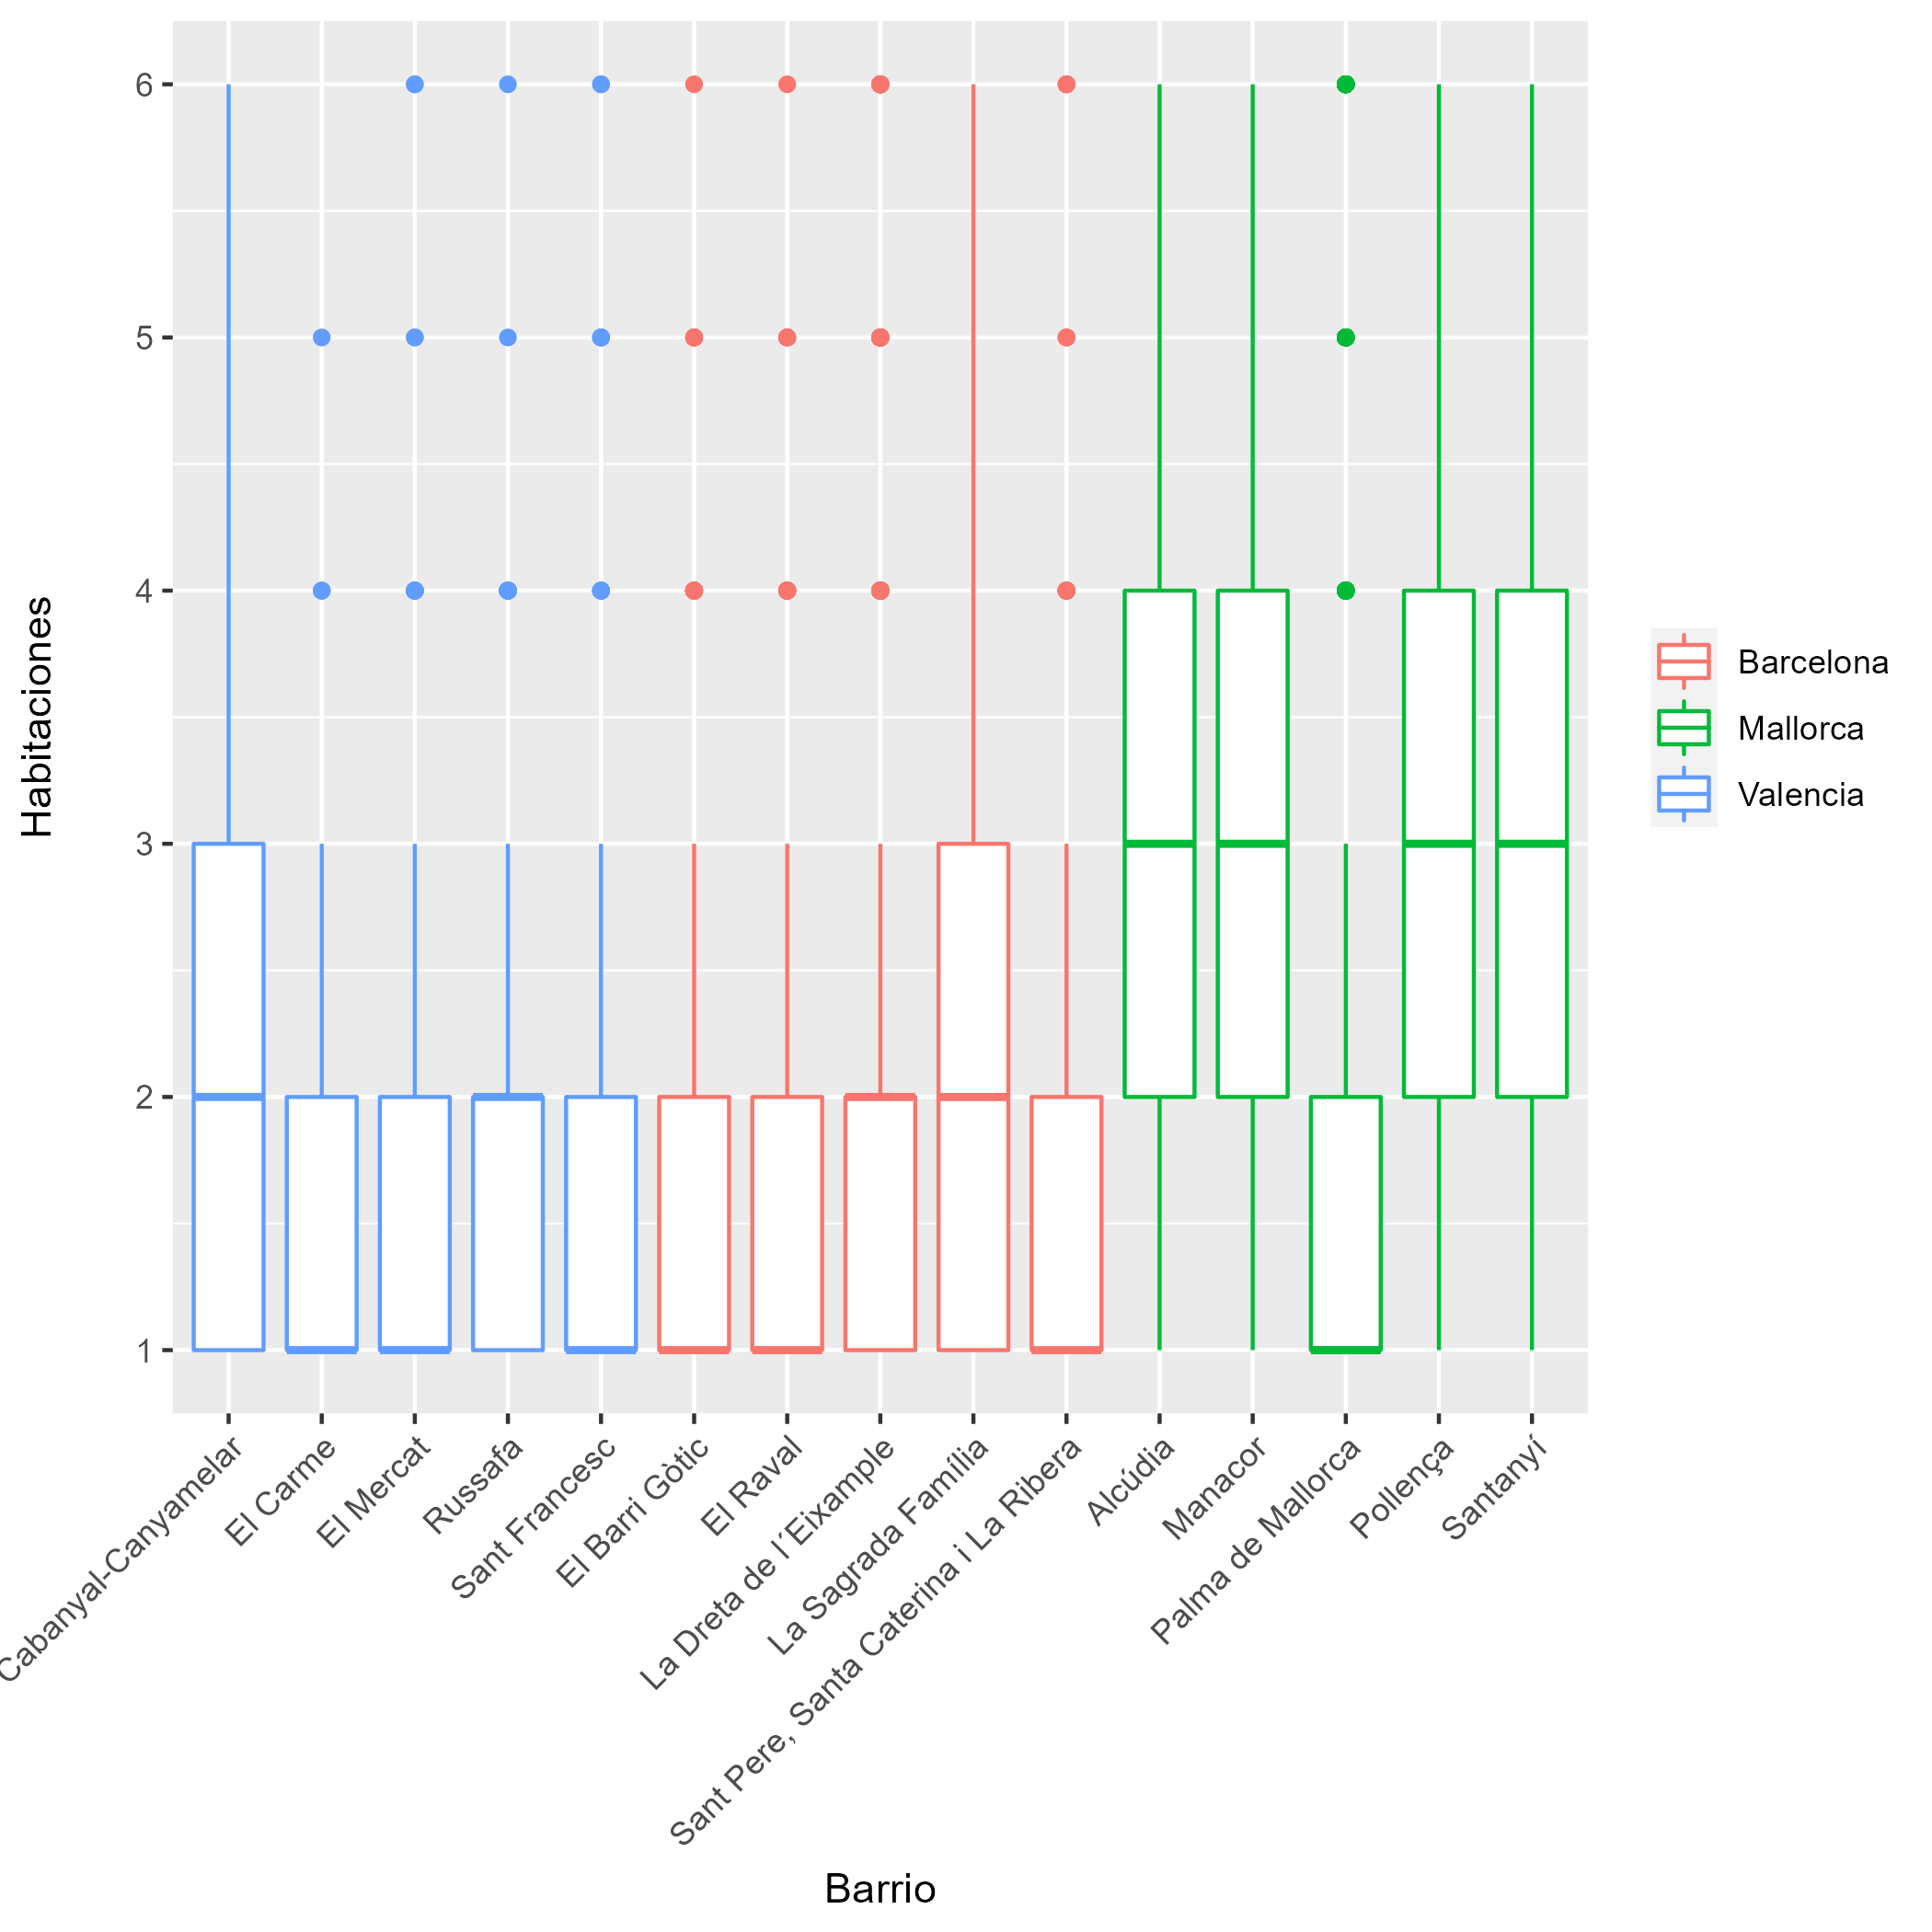 Habitaciones
6
5
4
3
2
1
Cabanyal-Canyamelar
El Carme
El Mercat
Russafa
Sant Francesc
El Barri Gòtic
El Raval
La Dreta de l´Eixample
La Sagrada Família
Sant Pere, Santa Caterina i La Ribera
Alcúdia
Manacor
Palma de Mallorca
Pollença
Santanyí
Barrio
Barcelona
Mallorca
Valencia